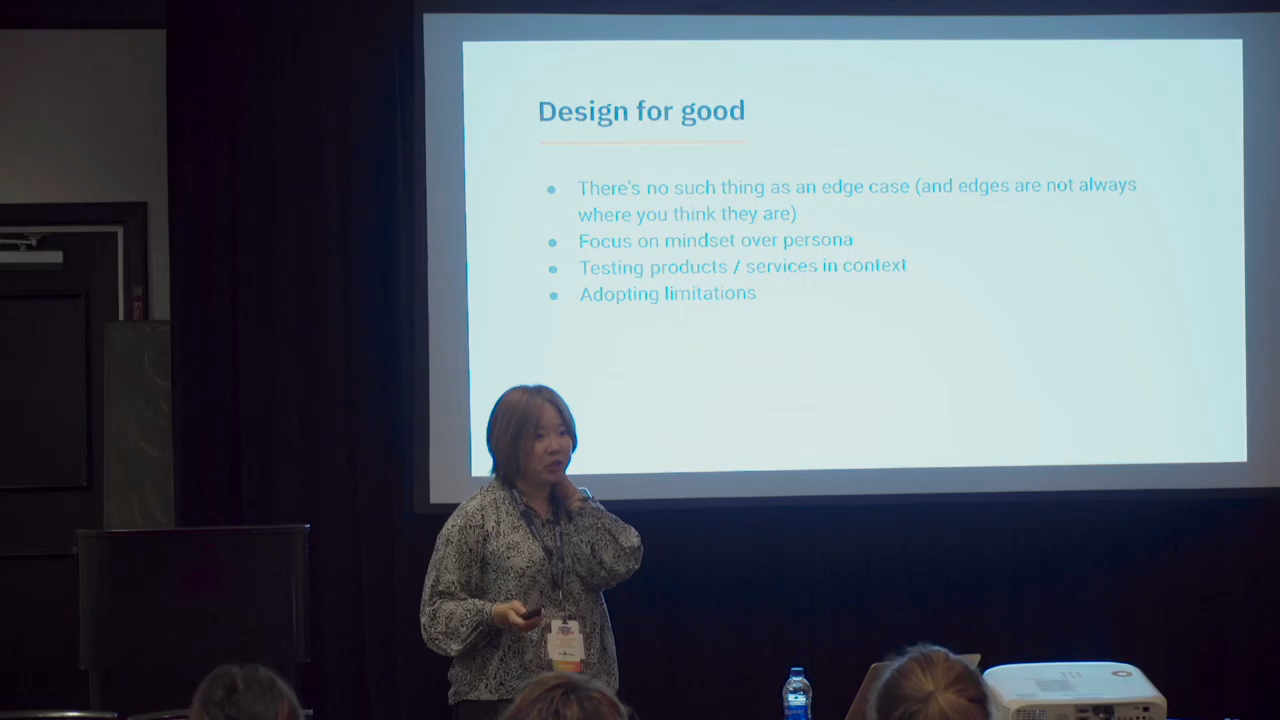 Design for good
● There's no such thing as an edge case (and edges are not always
where you think they are)
● Focus on mindset over persona
● Testing products / services in context
● Adopting limitations